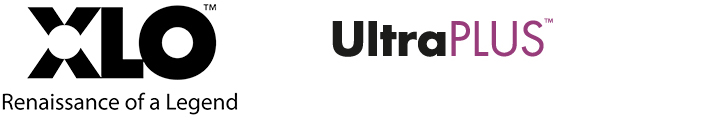 XLO™
Renaissance of a Legend
UltraPLUS™